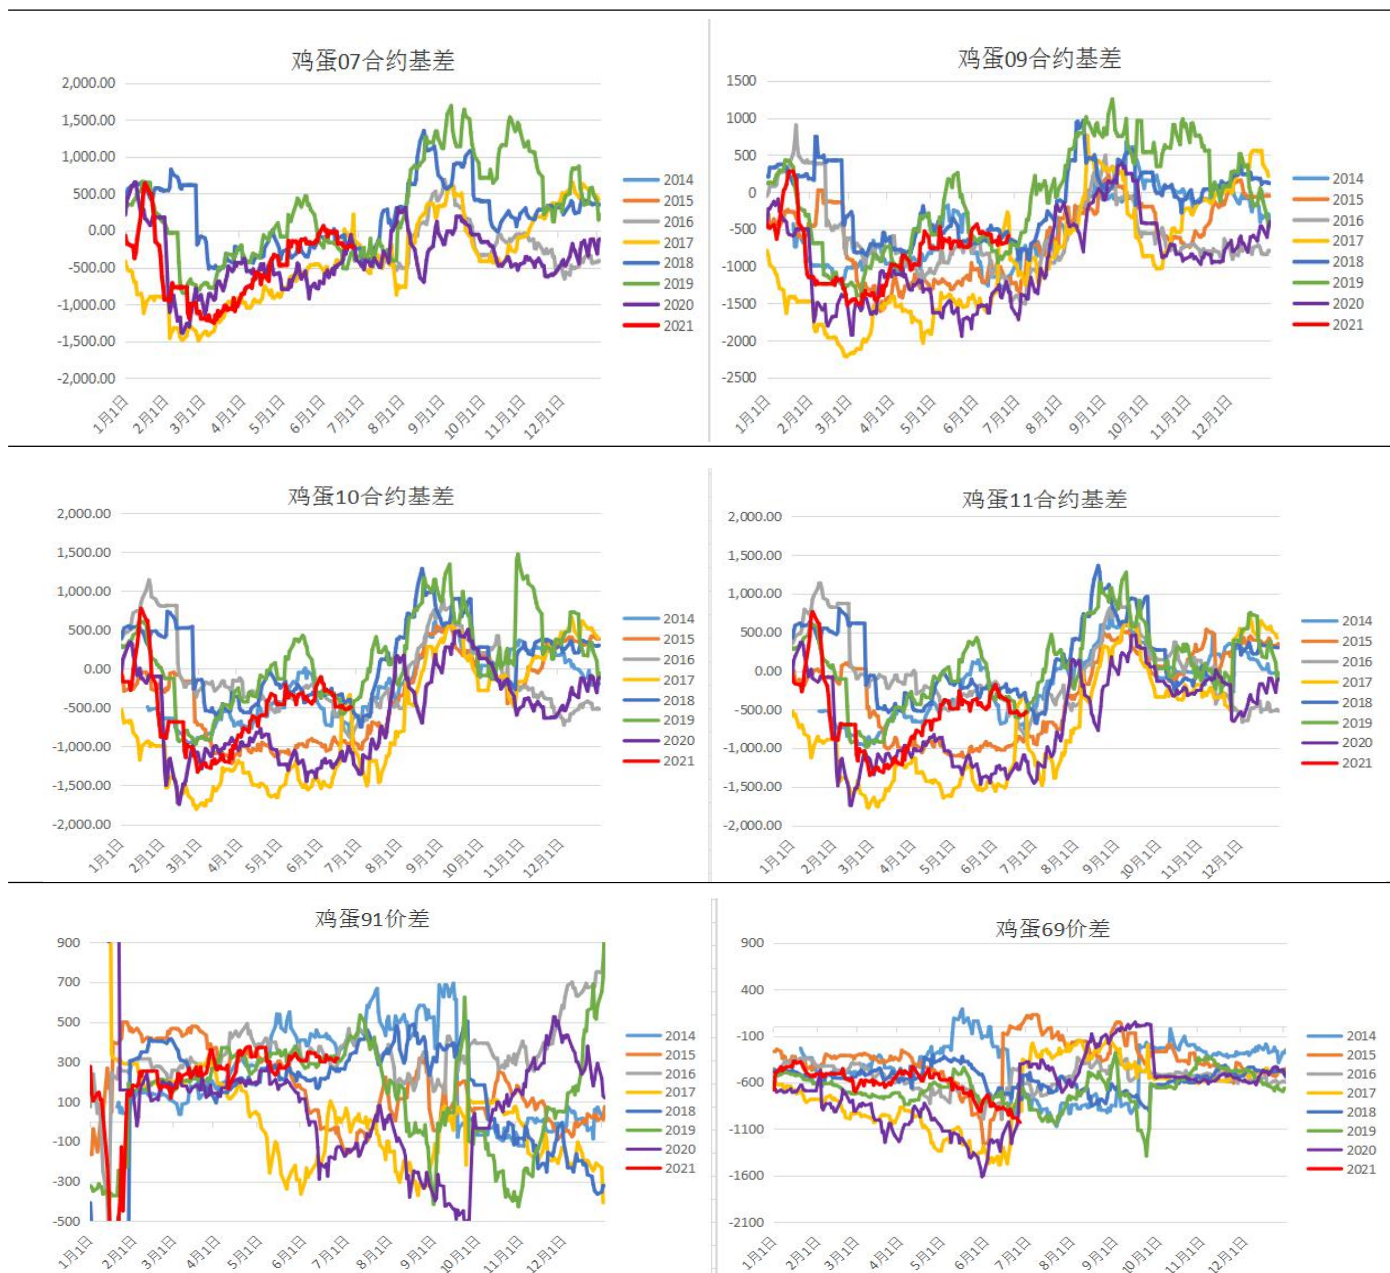 鸡蛋07合约基差
2,000.00
1,500.00
1,000.00
500.00
0.00
-500.00
-1,000.00
-1,500.00
-2,000.00
1月1日
2月1日
3月1日
4月1日
5月1日
6月1日
7月1日
8月1日
9月1日
10月1日
11月1日
12月1日
2014
2015
2016
2017
2018
2019
2020
2021
鸡蛋09合约基差
1500
1000
500
0
-500
-1000
-1500
-2000
-2500
1月1日
2月1日
3月1日
4月1日
5月1日
6月1日
7月1日
8月1日
9月1日
10月1日
11月1日
12月1日
2014
2015
2016
2017
2018
2019
2020
2021
鸡蛋10合约基差
2,000.00
1,500.00
1,000.00
500.00
0.00
-500.00
-1,000.00
-1,500.00
-2,000.00
1月1日
2月1日
3月1日
4月1日
5月1日
6月1日
7月1日
8月1日
9月1日
10月1日
11月1日
12月1日
2014
2015
2016
2017
2018
2019
2020
2021
鸡蛋11合约基差
2,000.00
1,500.00
1,000.00
500.00
0.00
-500.00
-1,000.00
-1,500.00
-2,000.00
1月1日
2月1日
3月1日
4月1日
5月1日
6月1日
7月1日
8月1日
9月1日
10月1日
11月1日
12月1日
2014
2015
2016
2017
2018
2019
2020
2021
鸡蛋91价差
900
700
500
300
100
-100
-300
-500
1月1日
2月1日
3月1日
4月1日
5月1日
6月1日
7月1日
8月1日
9月1日
10月1日
11月1日
12月1日
2014
2015
2016
2017
2018
2019
2020
2021
鸡蛋69价差
900
400
-100
-600
-1100
-1600
-2100
1月1日
2月1日
3月1日
4月1日
5月1日
6月1日
7月1日
8月1日
9月1日
10月1日
11月1日
12月1日
2014
2015
2016
2017
2018
2019
2020
2021